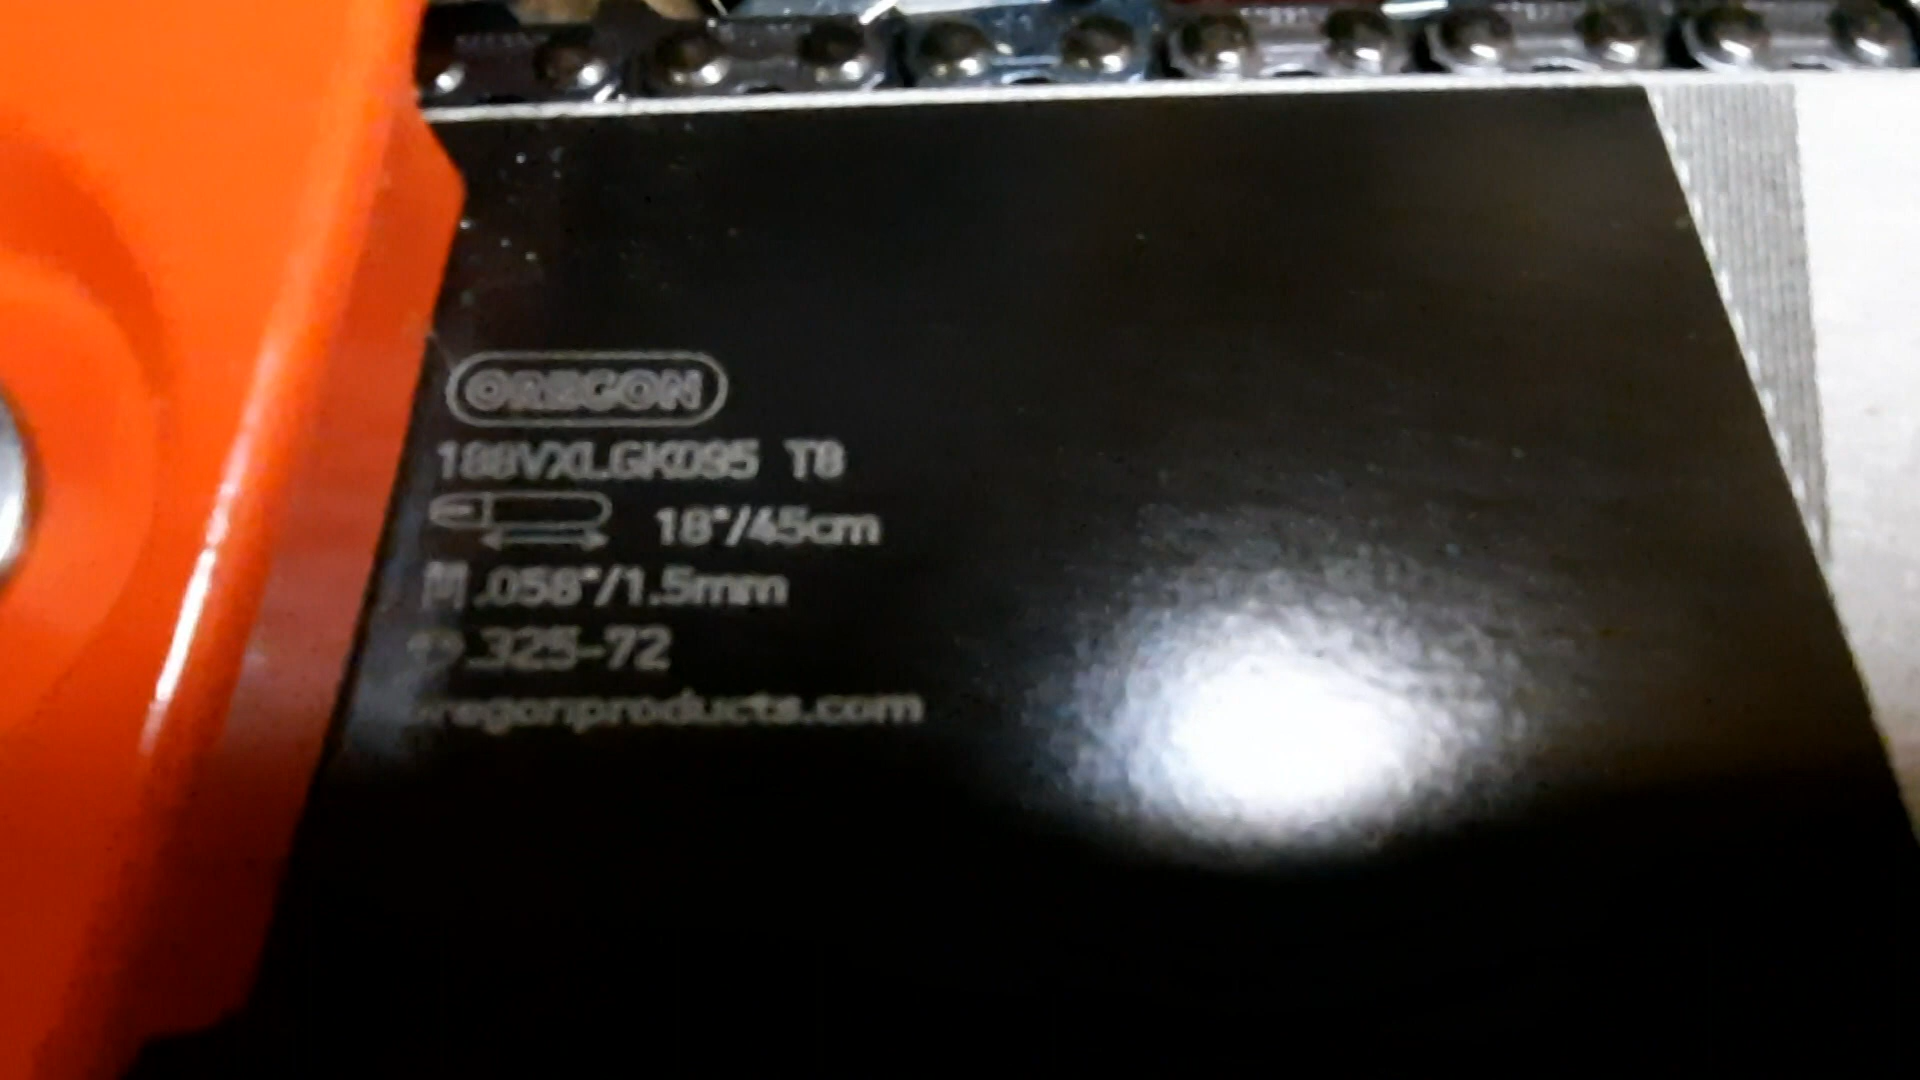 OREGON
188VXLGK095 T8
18"/45cm
.058"/1.5mm
.325-72
oregonproducts.com